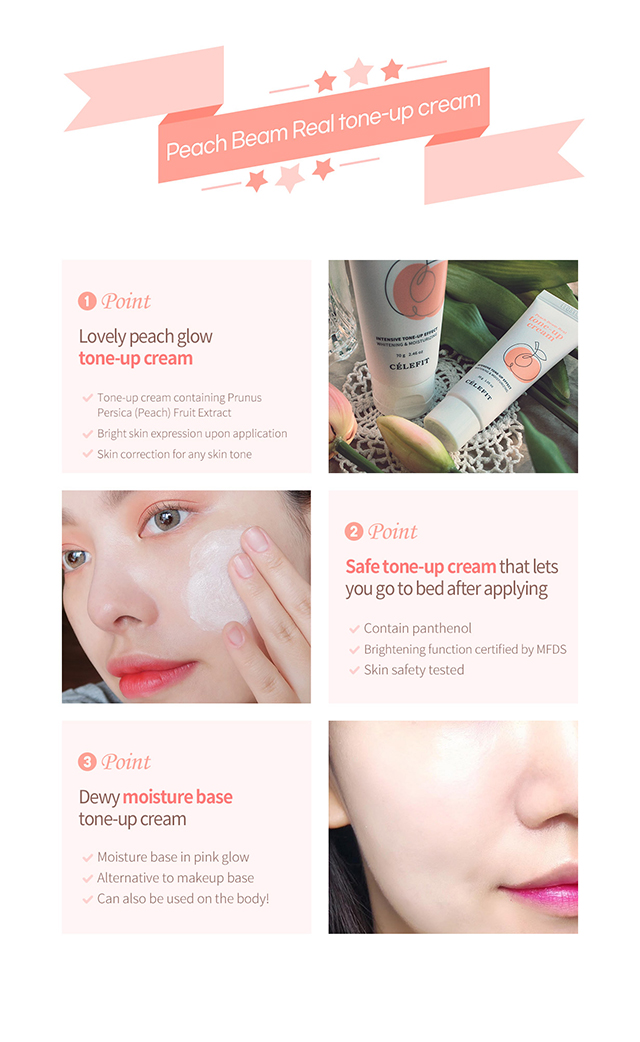 Peach Beam Real tone-up cream
1 Point
Lovely peach glow
tone-up cream
Tone-up cream containing Prunus
Persica (Peach) Fruit Extract
Bright skin expression upon application
Skin correction for any skin tone
INTENSIVE TONE-UP EFFECT
WHITENING & MOISTURIZING
70 g 2.46 oz
CÉLEFIT
tone-up
cream
CÉLEFIT
2 Point
Safe tone-up cream that lets
you go to bed after applying
Contain panthenol
Brightening function certified by MFDS
Skin safety tested
3 Point
Dewy moisture base
tone-up cream
Moisture base in pink glow
Alternative to makeup base
Can also be used on the body!